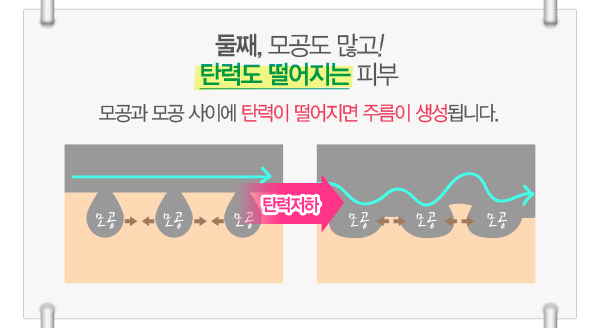 둘째, 모공도 많고!
탄력도 떨어지는 피부
모공과 모공 사이에 탄력이 떨어지면 주름이 생성됩니다.
모공 모공 모공
탄력저하
모공 모공 모공